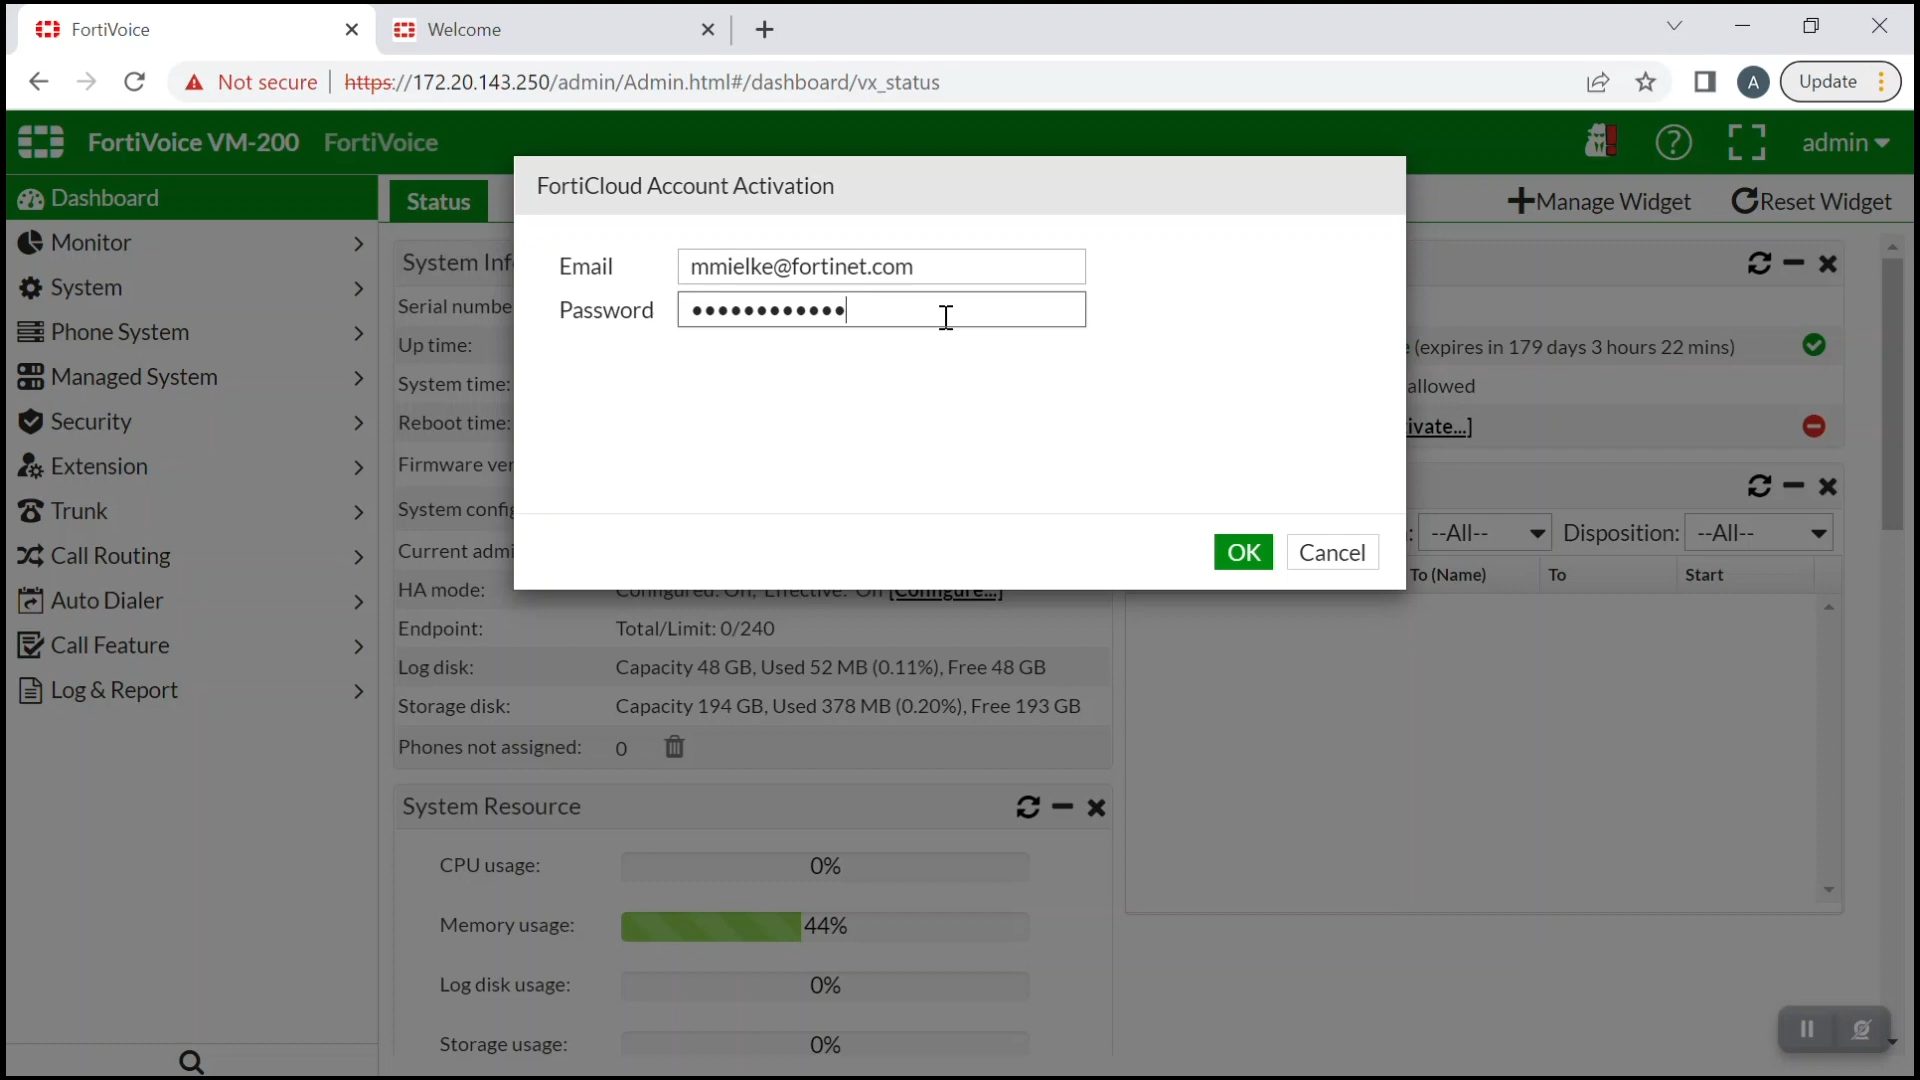 FortiVoice
Welcome
Not secure
https://172.20.143.250/admin/Admin.html#/dashboard/vx_status
A
Update
FortiVoice VM-200 FortiVoice
admin
Dashboard
Monitor
System
Phone System
Managed System
Security
Extension
Trunk
Call Routing
Auto Dialer
Call Feature
Log & Report
Status
Manage Widget
Reset Widget
FortiCloud Account Activation
Email
mmielke@fortinet.com
Password
••••••••••••
OK
Cancel
System Inf
Serial numbe
Up time:
System time:
Reboot time:
Firmware ver
System config
Current admi
HA mode:
Configured: Off, Effective: Off [Configure...]
Endpoint:
Total/Limit: 0/240
Log disk:
Capacity 48 GB, Used 52 MB (0.11%), Free 48 GB
Storage disk:
Capacity 194 GB, Used 378 MB (0.20%), Free 193 GB
Phones not assigned:
0
System Resource
CPU usage:
0%
Memory usage:
44%
Log disk usage:
0%
Storage usage:
0%
(expires in 179 days 3 hours 22 mins)
allowed
ivate...]
: --All--
Disposition: --All--
To (Name)
To
Start